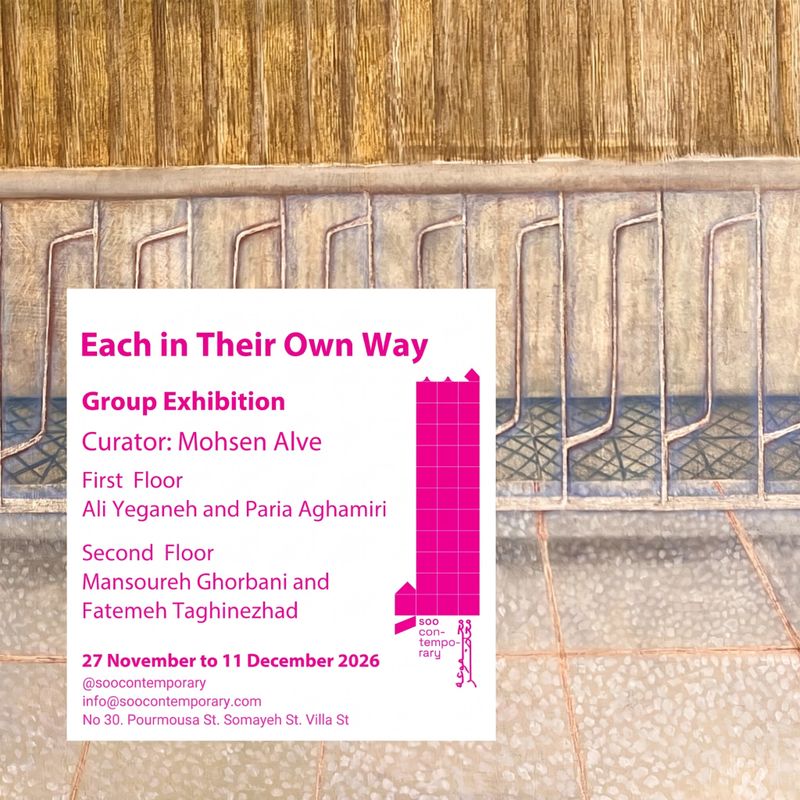 Each in Their Own Way
Group Exhibition
Curator: Mohsen Alve
First Floor
Ali Yeganeh and Paria Aghamiri
Second Floor
Mansoureh Ghorbani and
Fatemeh Taghinezhad
27 November to 11 December 2026
@soocontemporary
info@soocontemporary.com
No 30. Pourmousa St. Somayeh St. Villa St
soo
con-
tempo-
rary